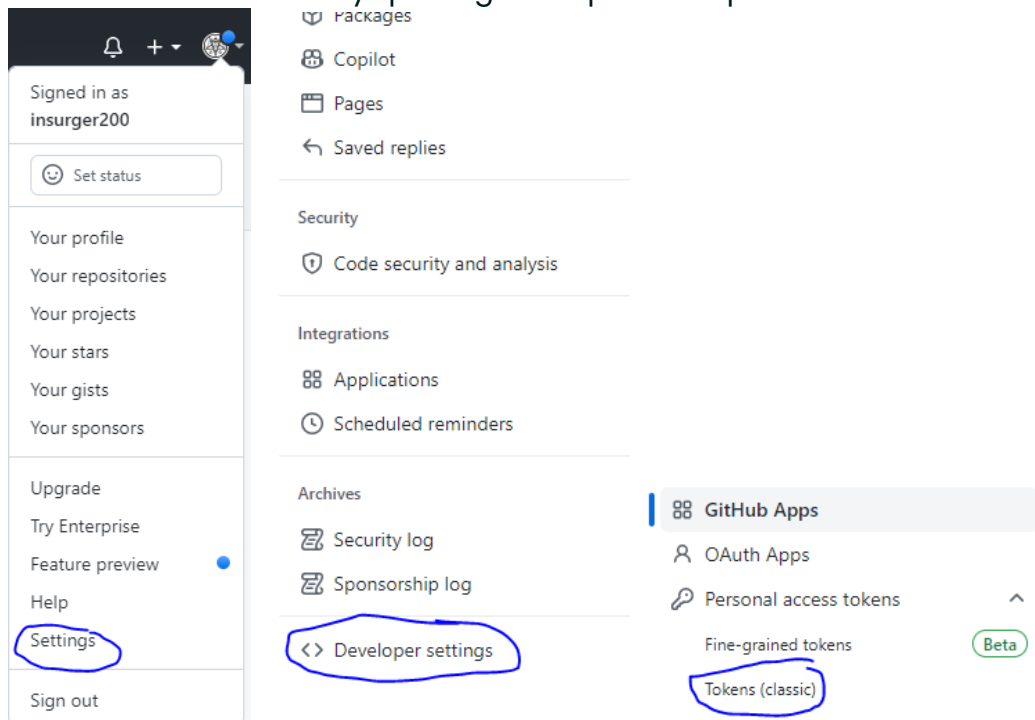 Signed in as
insurger200
Set status
Your profile
Your repositories
Your projects
Your stars
Your gists
Your sponsors
Upgrade
Try Enterprise
Feature preview
Help
Settings
Sign out
Packages
Copilot
Pages
Saved replies
Security
Code security and analysis
Integrations
Applications
Scheduled reminders
Archives
Security log
Sponsorship log
<> Developer settings
GitHub Apps
OAuth Apps
Personal access tokens
Fine-grained tokens Beta
Tokens (classic)